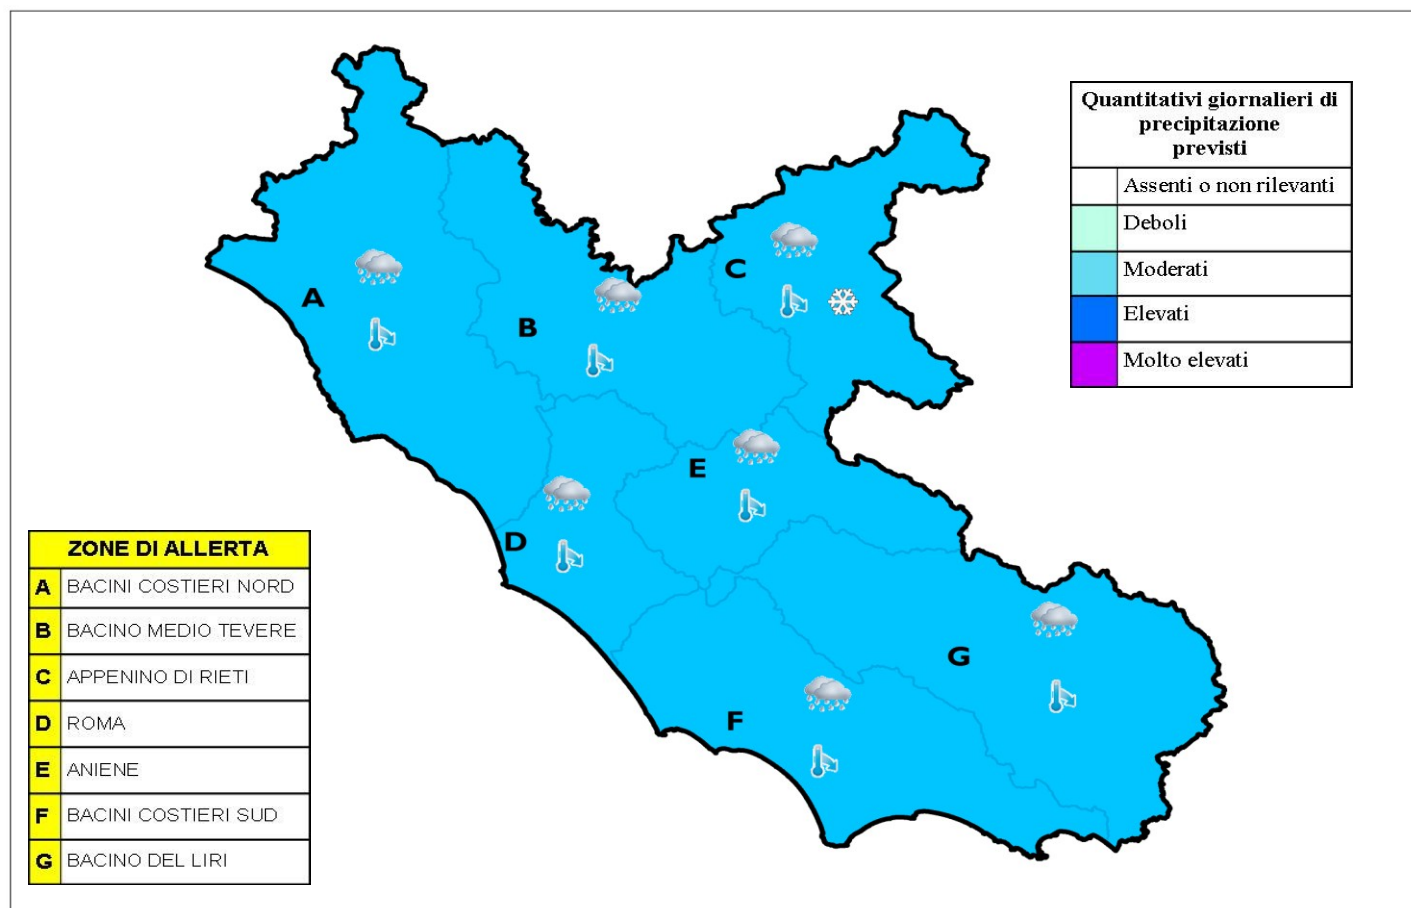 Quantitativi giornalieri di
precipitazione
previsti
Assenti o non rilevanti
Deboli
Moderati
Elevati
Molto elevati
A
B
C
D
E
F
G
ZONE DI ALLERTA
A BACINI COSTIERI NORD
B BACINO MEDIO TEVERE
C APPENINO DI RIETI
D ROMA
E ANIENE
F BACINI COSTIERI SUD
G BACINO DEL LIRI